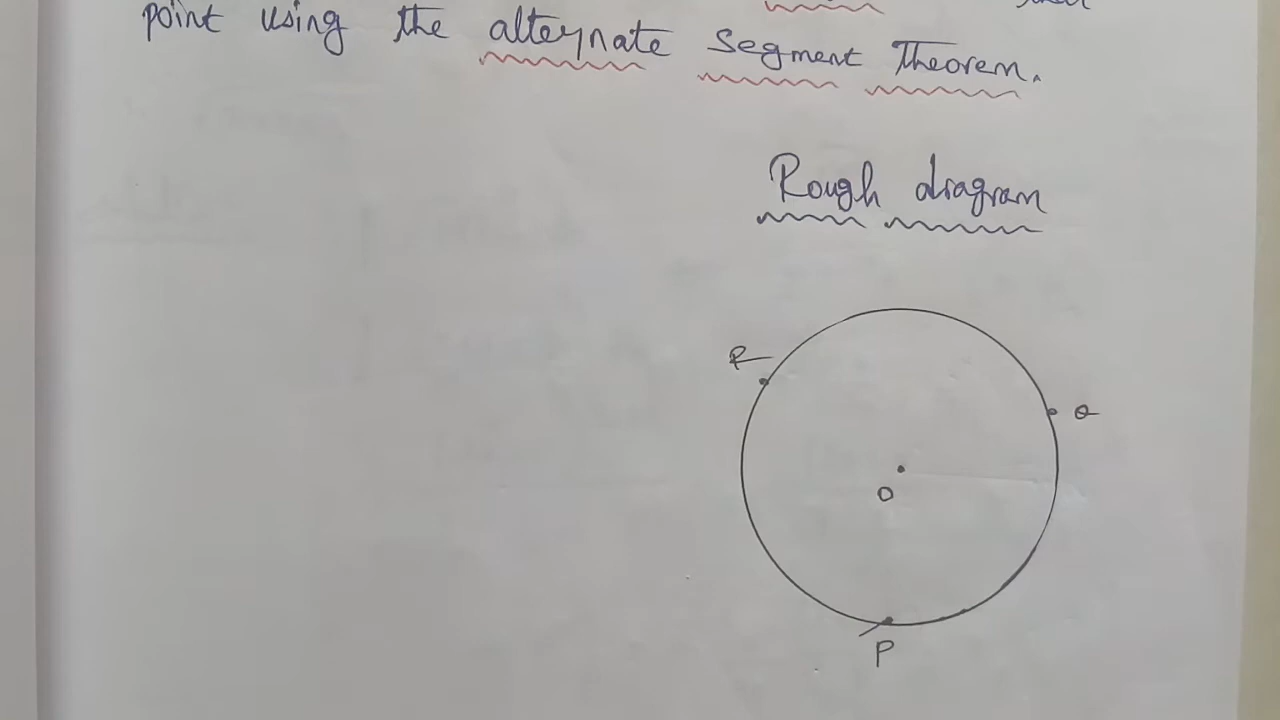 point using the alternate segment Theorem.
Rough diagram
R
Q
O
P